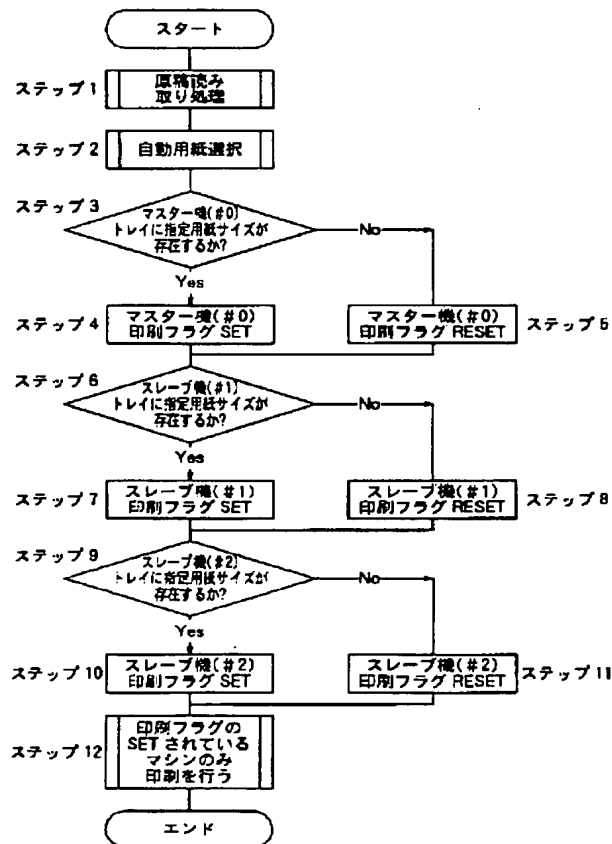 スタート
ステップ 1
原稿読み
取り処理
ステップ 2
自動用紙選択
ステップ 3
マスター機(#0)
トレイに指定用紙サイズが
存在するか?
No
Yes
ステップ 4
マスター機(#0)
印刷フラグ SET
マスター機(#0)
印刷フラグ RESET
ステップ 5
ステップ 6
スレーブ機(#1)
トレイに指定用紙サイズが
存在するか?
No
Yes
ステップ 7
スレーブ機(#1)
印刷フラグ SET
スレーブ機(#1)
印刷フラグ RESET
ステップ 8
ステップ 9
スレーブ機(#2)
トレイに指定用紙サイズが
存在するか?
No
Yes
ステップ 10
スレーブ機(#2)
印刷フラグ SET
スレーブ機(#2)
印刷フラグ RESET
ステップ 11
ステップ 12
印刷フラグの
SET されている
マシンのみ
印刷を行う
エンド